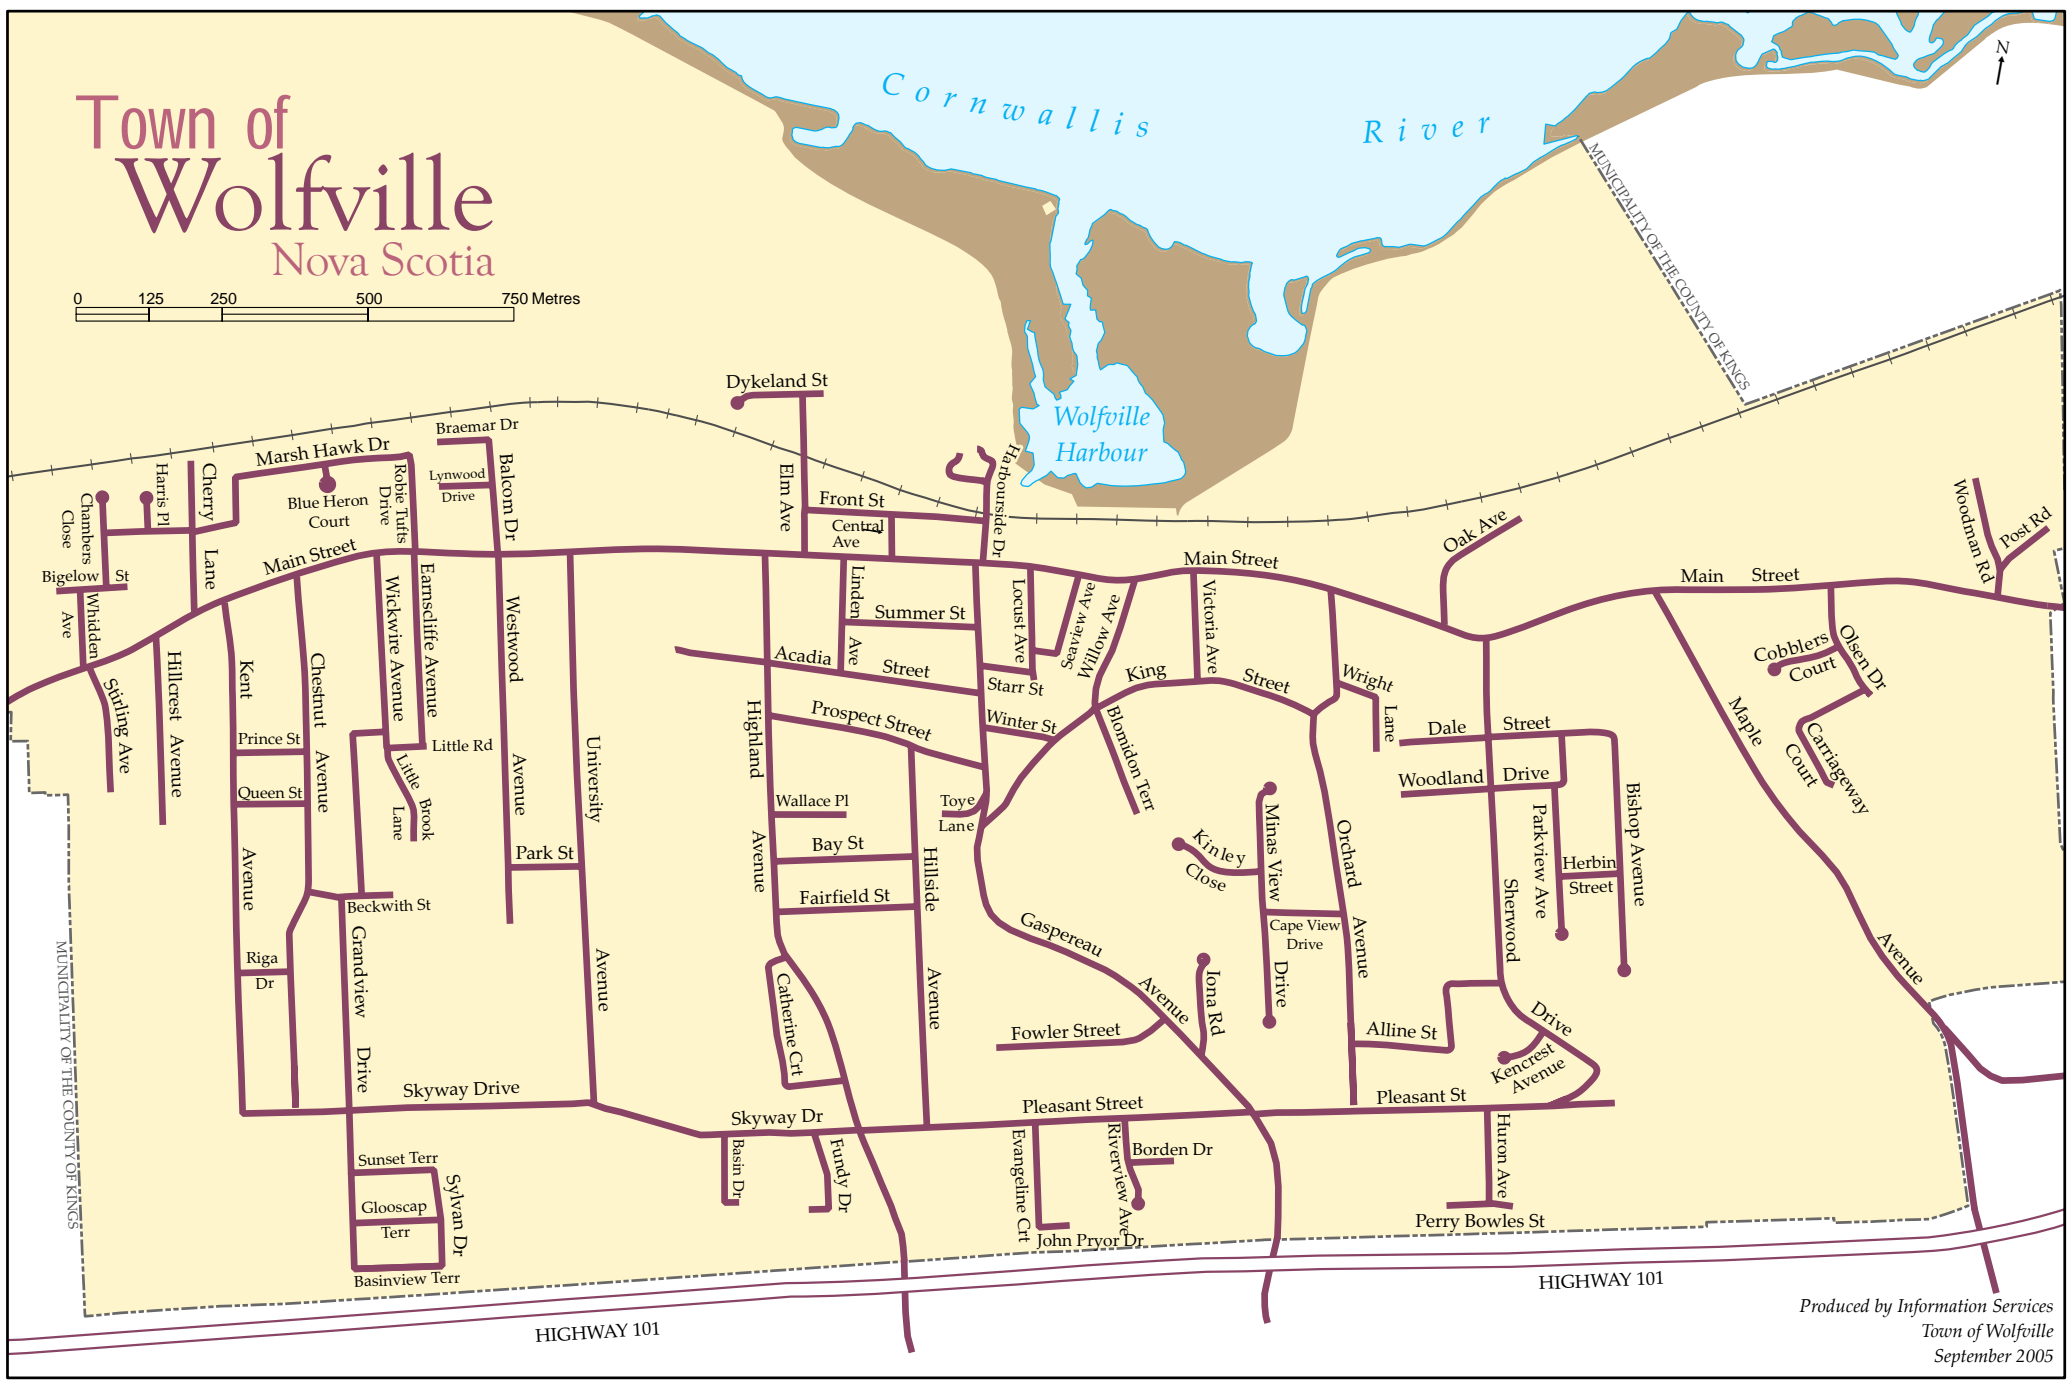 Town of
Wolfville
Nova Scotia
0 125 250 500 750 Metres
N
Cornwallis River
Wolfville
Harbour
MUNICIPALITY OF THE COUNTY OF KINGS
Dykeland St
Braemar Dr
Lynwood
Drive
Balcom Dr
Marsh Hawk Dr
Blue Heron
Court
Robie Tufts
Drive
Harris Pl
Cherry
Lane
Chambers
Close
Bigelow St
Whidden
Ave
Elm Ave
Front St
Central
Ave
Harbourside Dr
Main Street
Main Street
Main Street
Oak Ave
Woodman Rd
Post Rd
Stirling Ave
Hillcrest Avenue
Kent
Avenue
Chestnut
Avenue
Wickwire Avenue
Earnscliffe Avenue
Westwood
Avenue
University
Avenue
Linden
Ave
Summer St
Locust Ave
Seaview Ave
Willow Ave
Victoria Ave
Acadia
Street
Starr St
King
Street
Wright
Lane
Cobblers
Court
Olsen Dr
Carriageway
Court
Maple
Avenue
Prince St
Queen St
Little Rd
Little Brook
Lane
Highland
Avenue
Prospect Street
Winter St
Blomidon Terr
Dale Street
Woodland Drive
Parkview Ave
Bishop Avenue
Herbin
Street
Wallace Pl
Toye
Lane
Bay St
Fairfield St
Hillside
Avenue
Park St
Kinley
Close
Minas View
Drive
Orchard
Avenue
Cape View
Drive
Sherwood
Drive
Beckwith St
Grandview
Drive
Riga
Dr
Catherine Crt
Gaspereau
Avenue
Iona Rd
Fowler Street
Alline St
Kencrest
Avenue
Skyway Drive
Skyway Dr
Pleasant Street
Pleasant St
Basin Dr
Fundy Dr
Evangeline Crt
Riverview Ave
Borden Dr
John Pryor Dr
Huron Ave
Perry Bowles St
Sunset Terr
Glooscap
Terr
Sylvan Dr
Basinview Terr
MUNICIPALITY OF THE COUNTY OF KINGS
HIGHWAY 101
HIGHWAY 101
Produced by Information Services
Town of Wolfville
September 2005